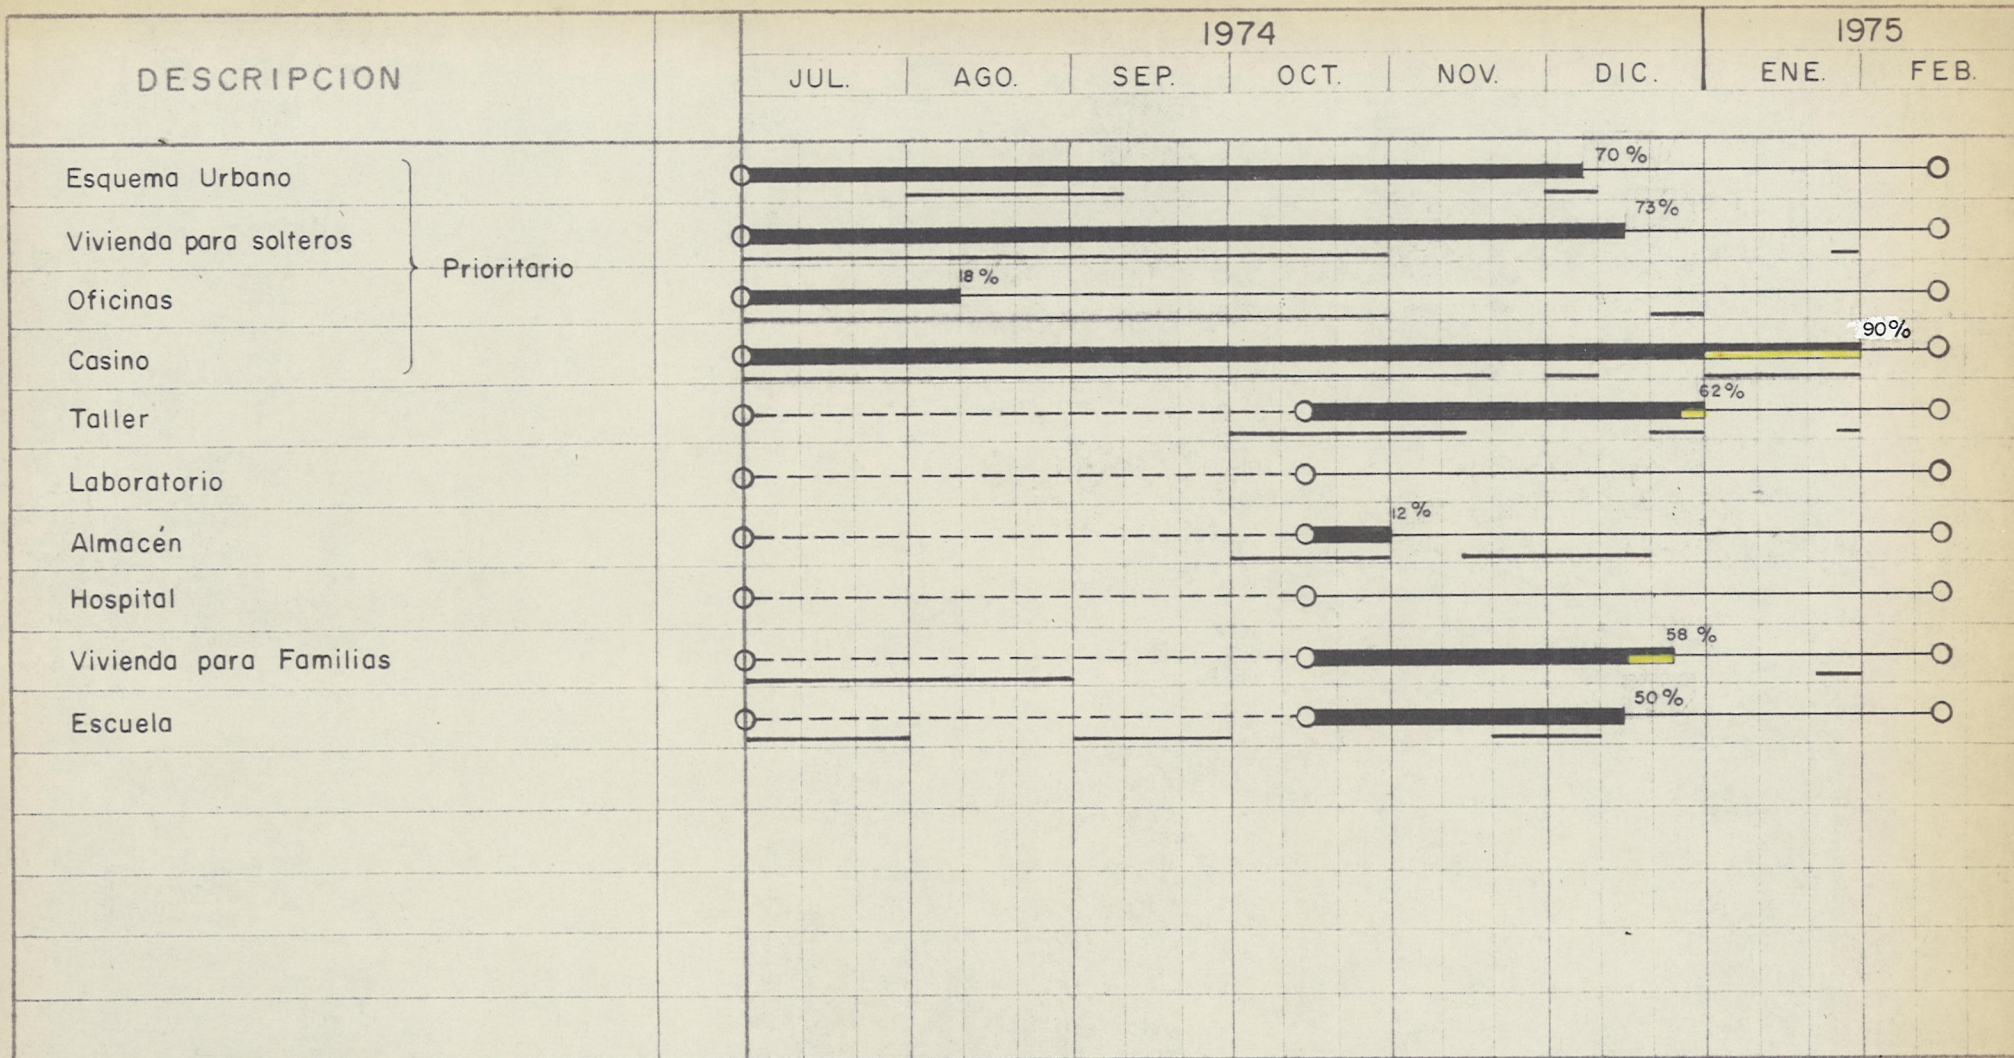 1974 1975
DESCRIPCION JUL. AGO. SEP. OCT. NOV. DIC. ENE. FEB.
Esquema Urbano 70 %
Vivienda para solteros 73%
Prioritario
Oficinas 18 %
Casino 90%
Taller 62%
Laboratorio
Almacén 12 %
Hospital
Vivienda para Familias 58 %
Escuela 50 %